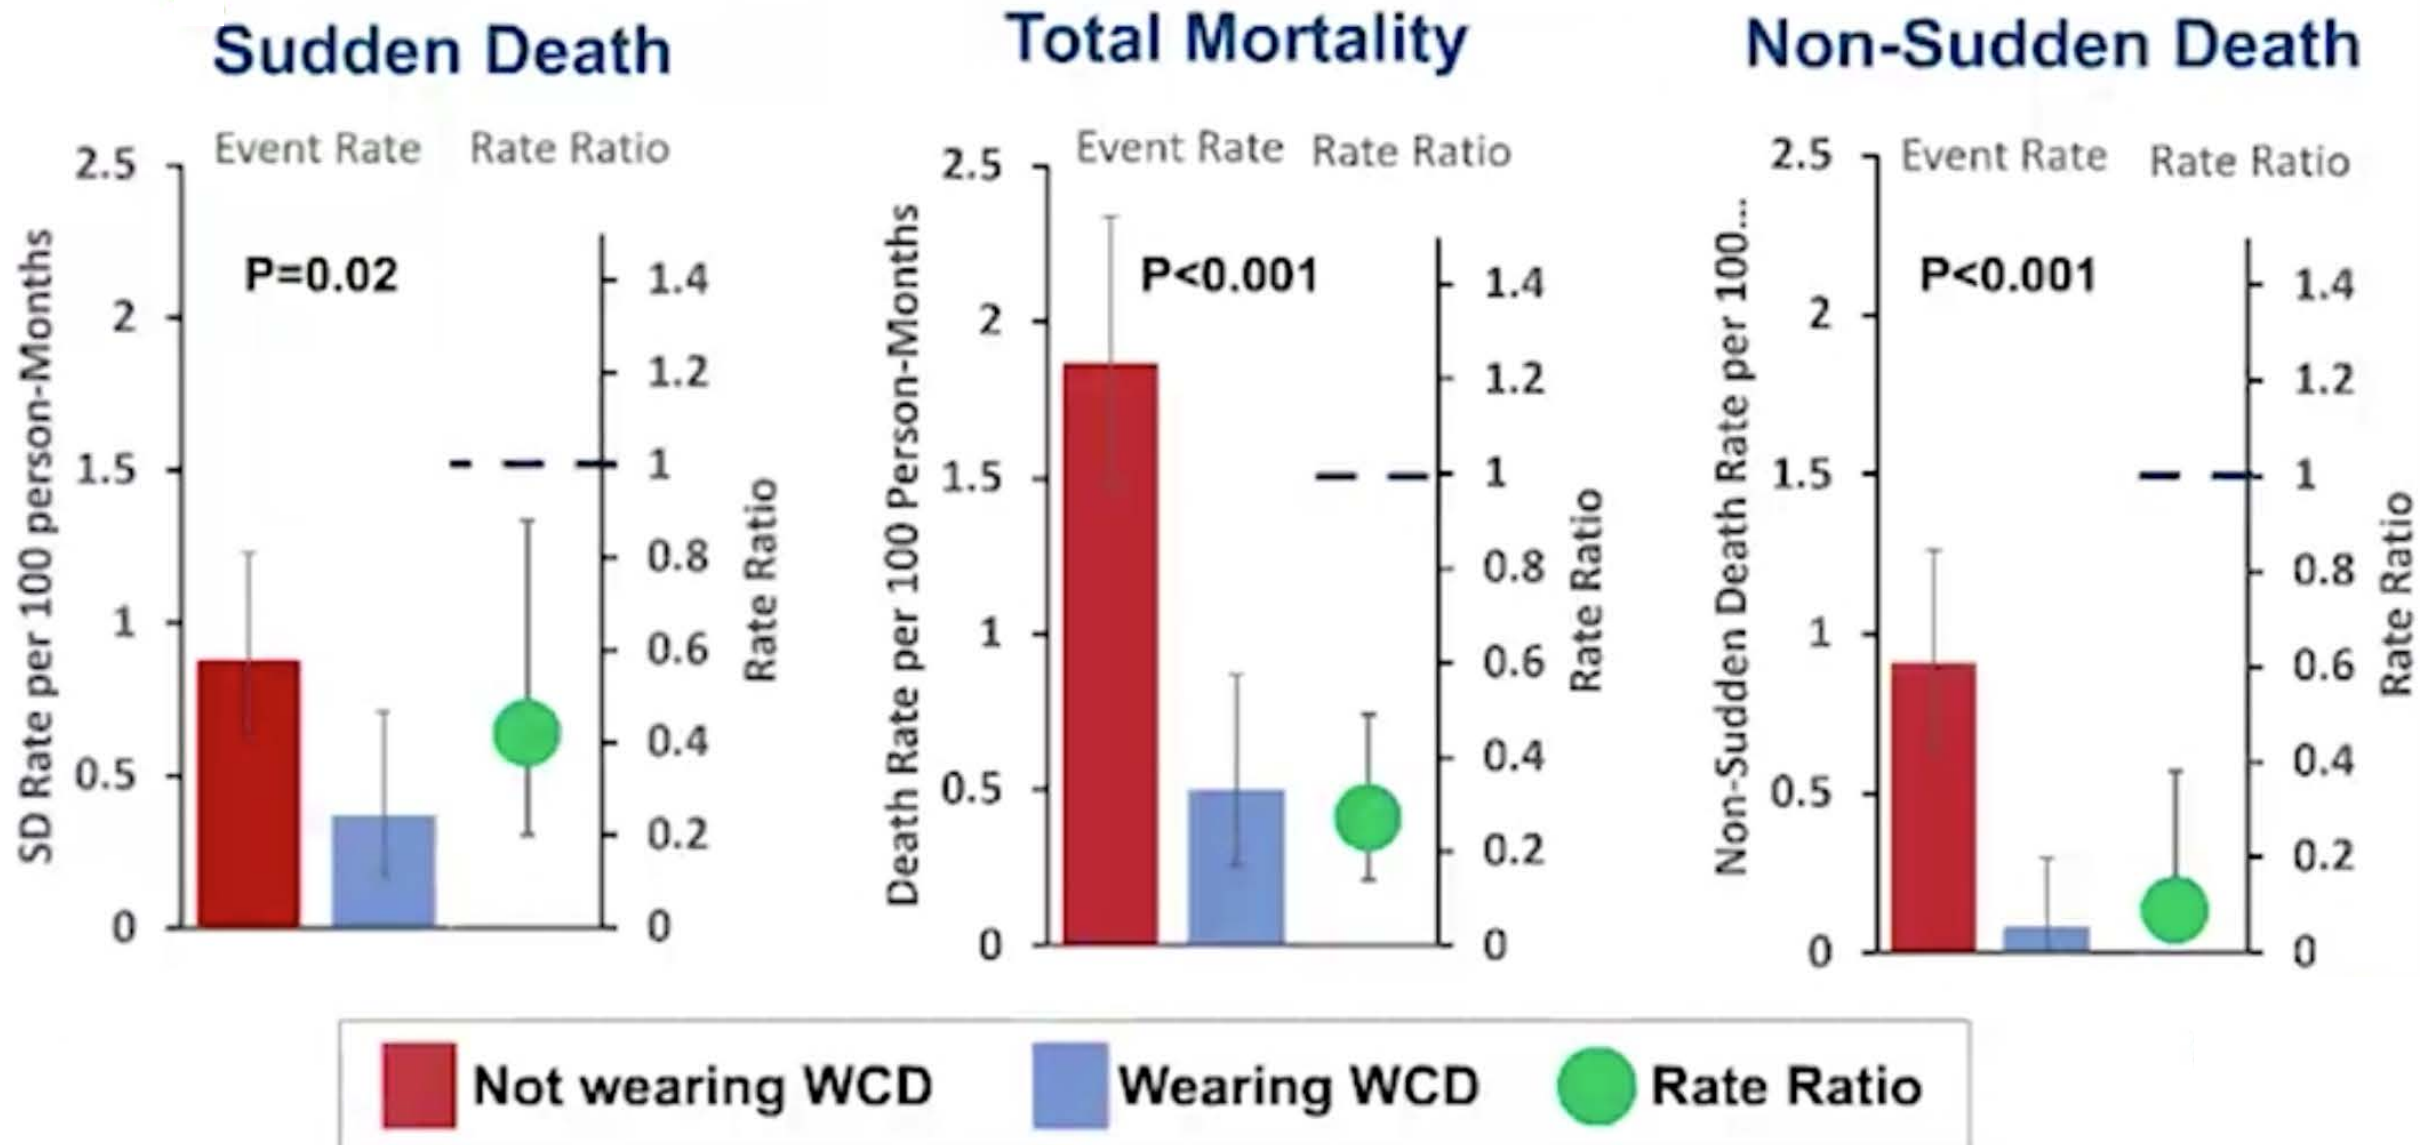 Sudden Death
Event Rate
Rate Ratio
SD Rate per 100 person-Months
2.5
2
1.5
1
0.5
0
P=0.02
1.4
1.2
1
0.8
0.6
0.4
0.2
0
Rate Ratio
Total Mortality
Event Rate
Rate Ratio
Death Rate per 100 Person-Months
2.5
2
1.5
1
0.5
0
P<0.001
1.4
1.2
1
0.8
0.6
0.4
0.2
0
Rate Ratio
Non-Sudden Death
Event Rate
Rate Ratio
Non-Sudden Death Rate per 100...
2.5
2
1.5
1
0.5
0
P<0.001
1.4
1.2
1
0.8
0.6
0.4
0.2
0
Rate Ratio
Not wearing WCD
Wearing WCD
Rate Ratio